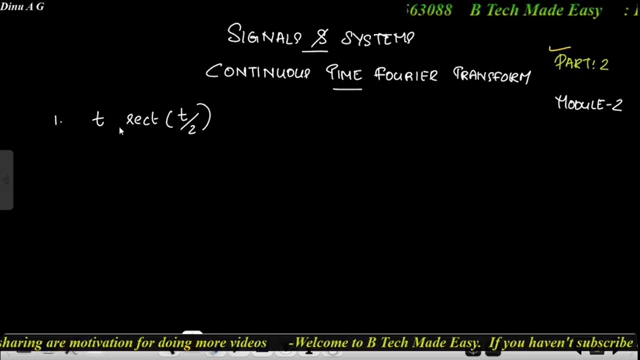 Dinu A G
563088 B Tech Made Easy :
SIGNALS & SYSTEMS
CONTINUOUS TIME FOURIER TRANSFORM
PART: 2
MODULE-2
1. t rect(t/2)
sharing are motivation for doing more videos -Welcome to B Tech Made Easy. If you haven't subscribe